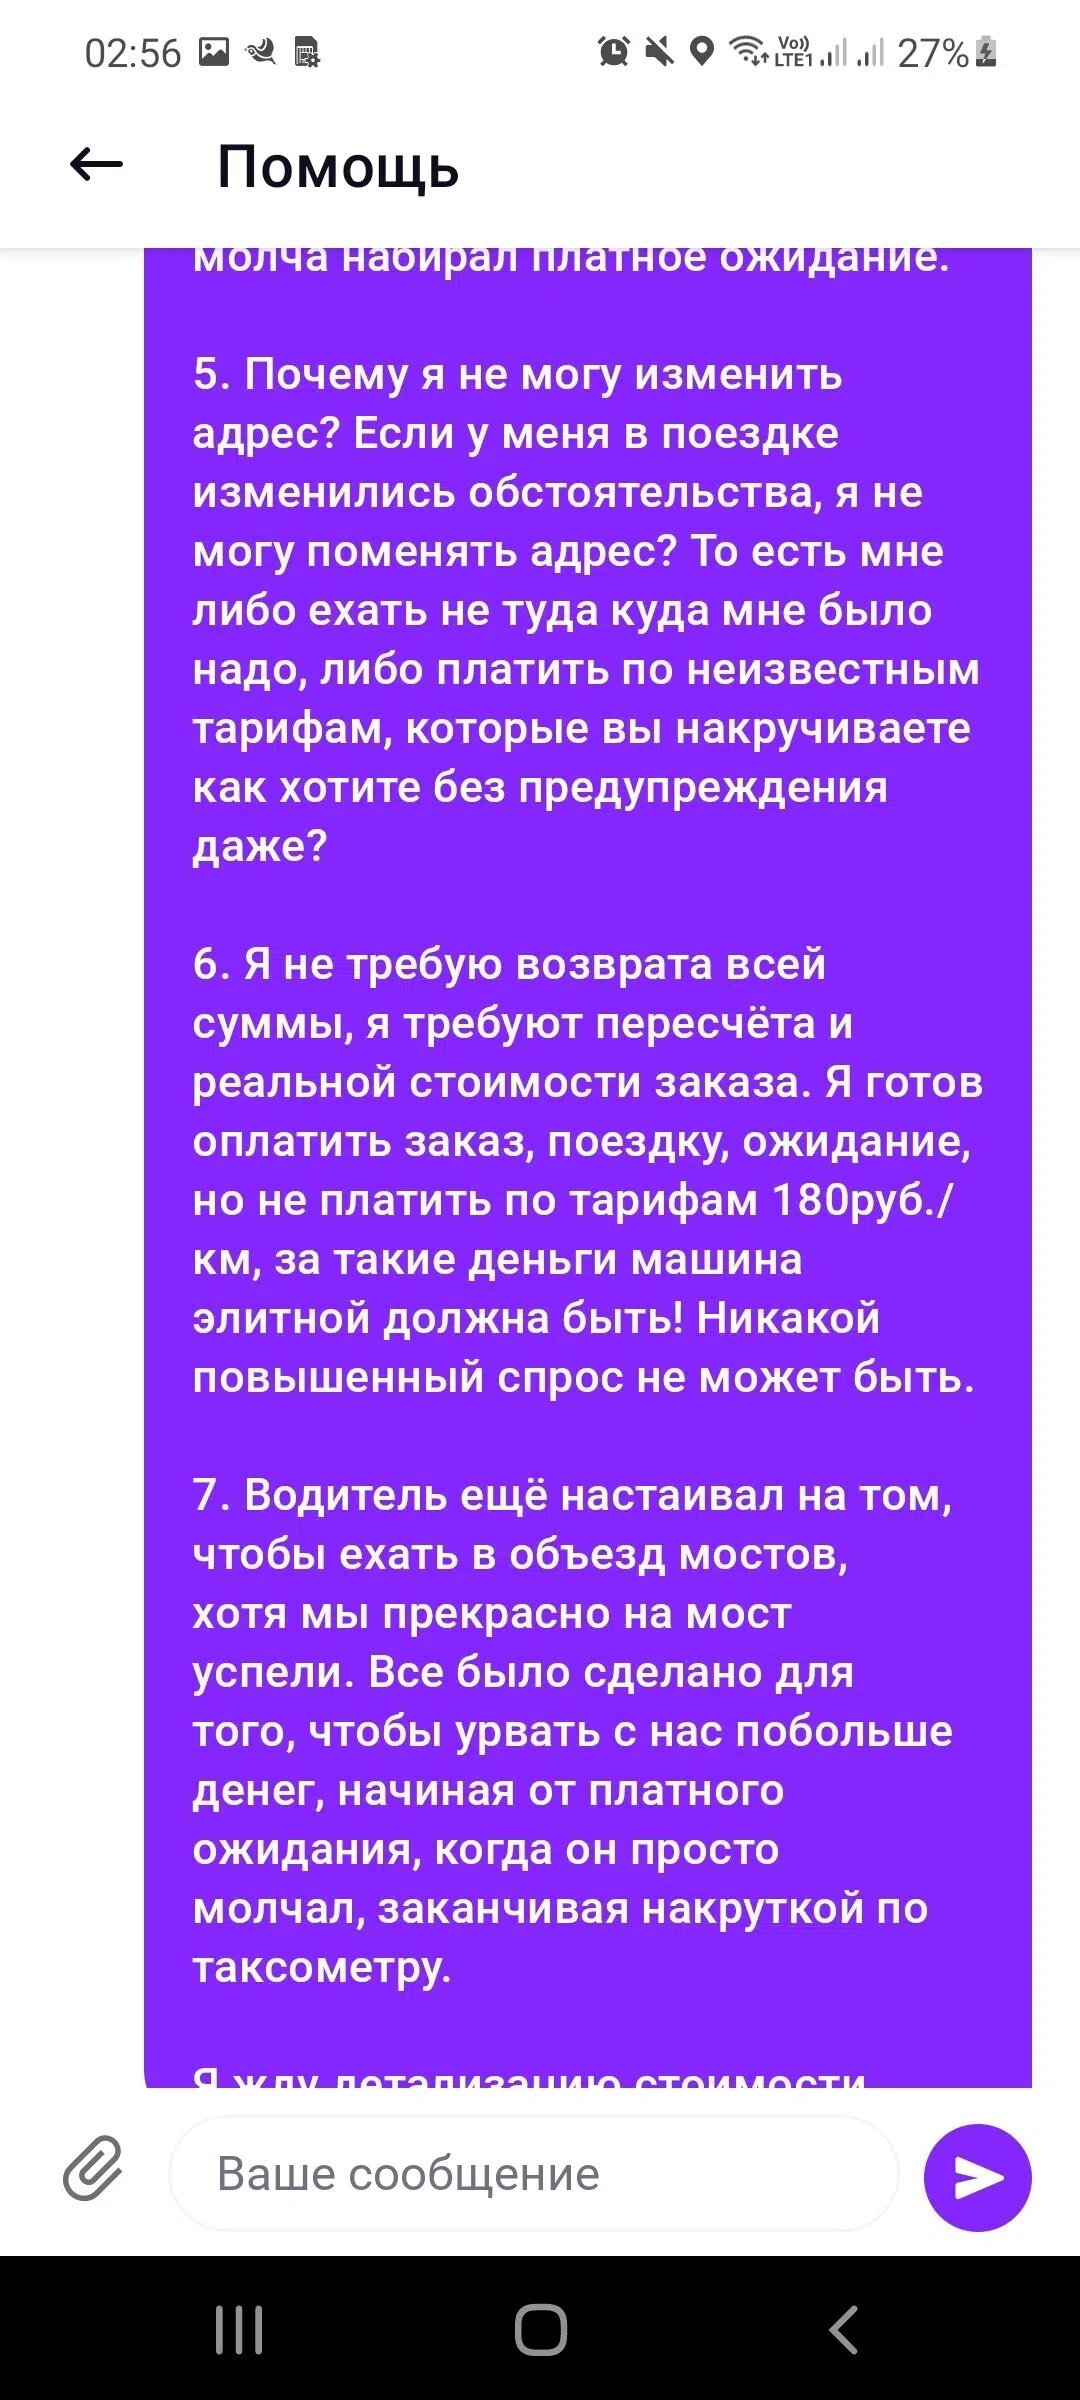 02:56
Vo))
LTE1
27%
Помощь
молча набирал платное ожидание.
5. Почему я не могу изменить
адрес? Если у меня в поездке
изменились обстоятельства, я не
могу поменять адрес? То есть мне
либо ехать не туда куда мне было
надо, либо платить по неизвестным
тарифам, которые вы накручиваете
как хотите без предупреждения
даже?
6. Я не требую возврата всей
суммы, я требуют пересчёта и
реальной стоимости заказа. Я готов
оплатить заказ, поездку, ожидание,
но не платить по тарифам 180руб./
км, за такие деньги машина
элитной должна быть! Никакой
повышенный спрос не может быть.
7. Водитель ещё настаивал на том,
чтобы ехать в объезд мостов,
хотя мы прекрасно на мост
успели. Все было сделано для
того, чтобы урвать с нас побольше
денег, начиная от платного
ожидания, когда он просто
молчал, заканчивая накруткой по
таксометру.
Я жду детализацию стоимости
Ваше сообщение